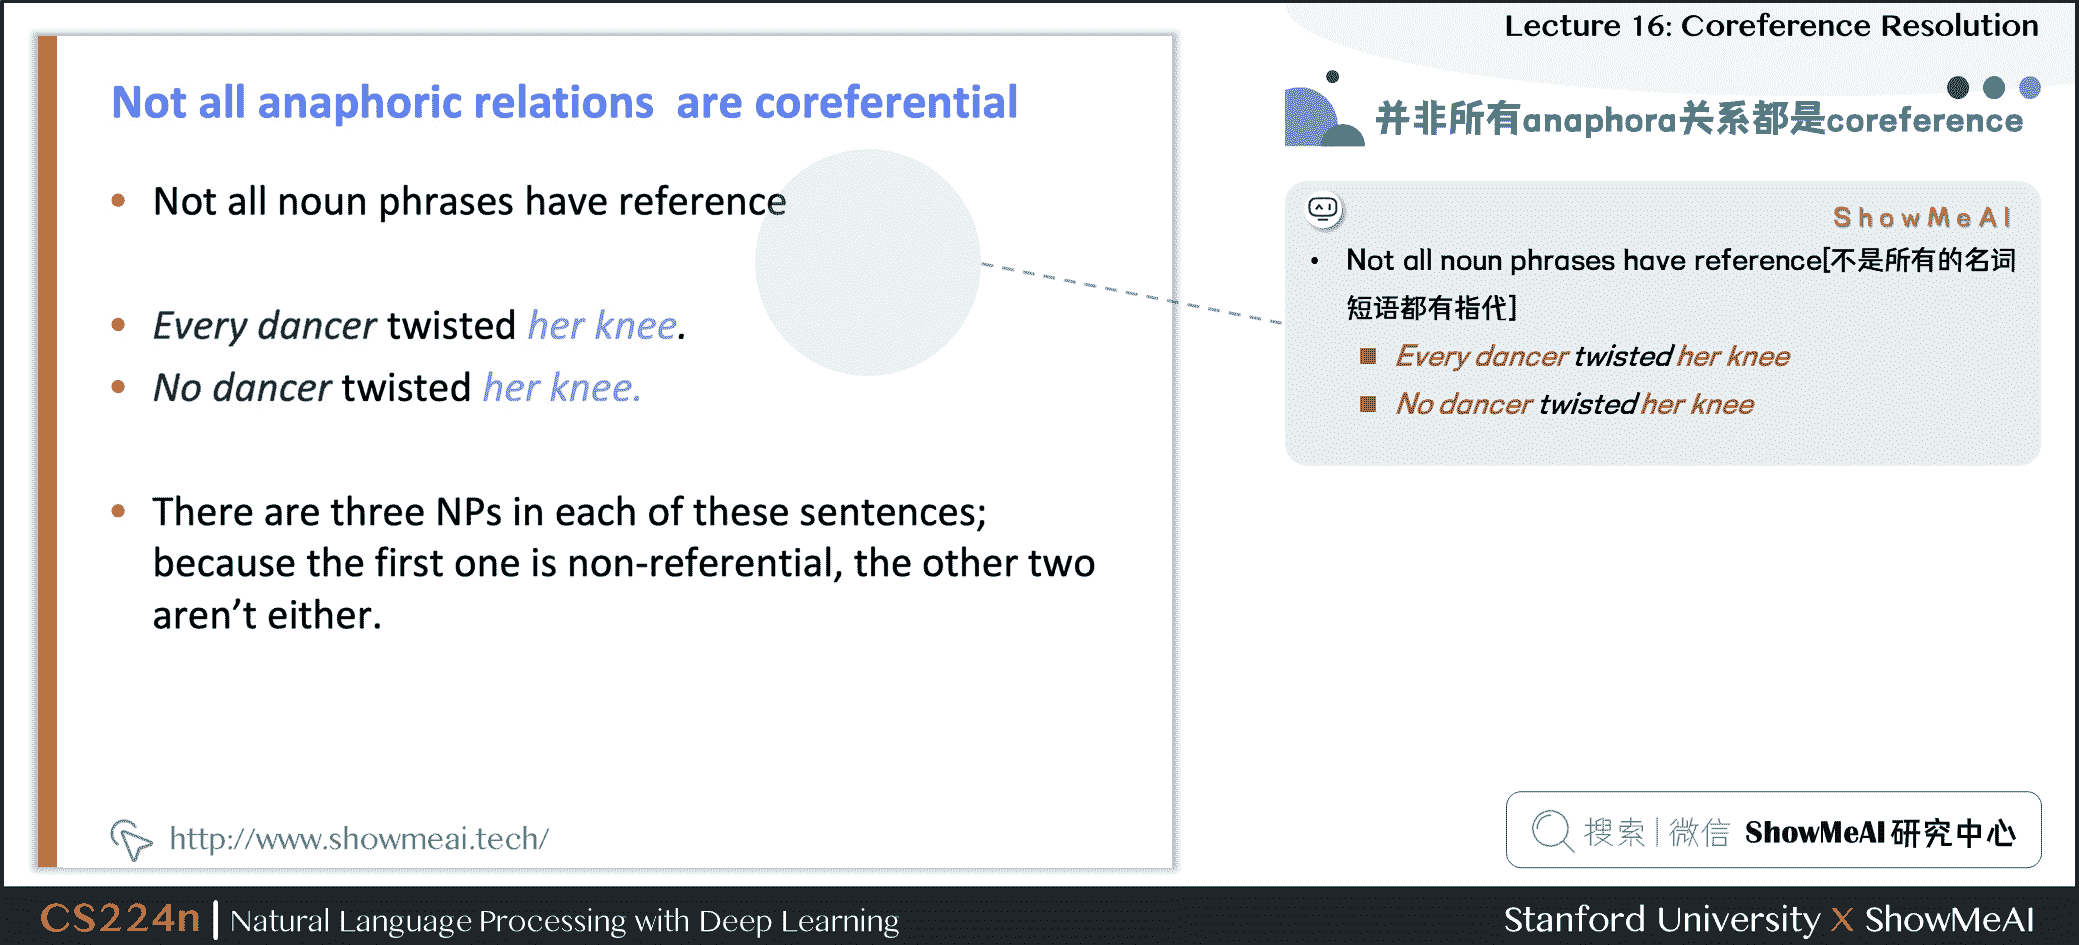 Lecture 16: Coreference Resolution
Not all anaphoric relations are coreferential
• Not all noun phrases have reference
• Every dancer twisted her knee.
• No dancer twisted her knee.
• There are three NPs in each of these sentences;
because the first one is non-referential, the other two
aren’t either.
http://www.showmeai.tech/
并非所有anaphora关系都是coreference
ShowMeAI
• Not all noun phrases have reference[不是所有的名词
短语都有指代]
■ Every dancer twisted her knee
■ No dancer twisted her knee
搜索|微信 ShowMeAI研究中心
CS224n | Natural Language Processing with Deep Learning
Stanford University X ShowMeAI